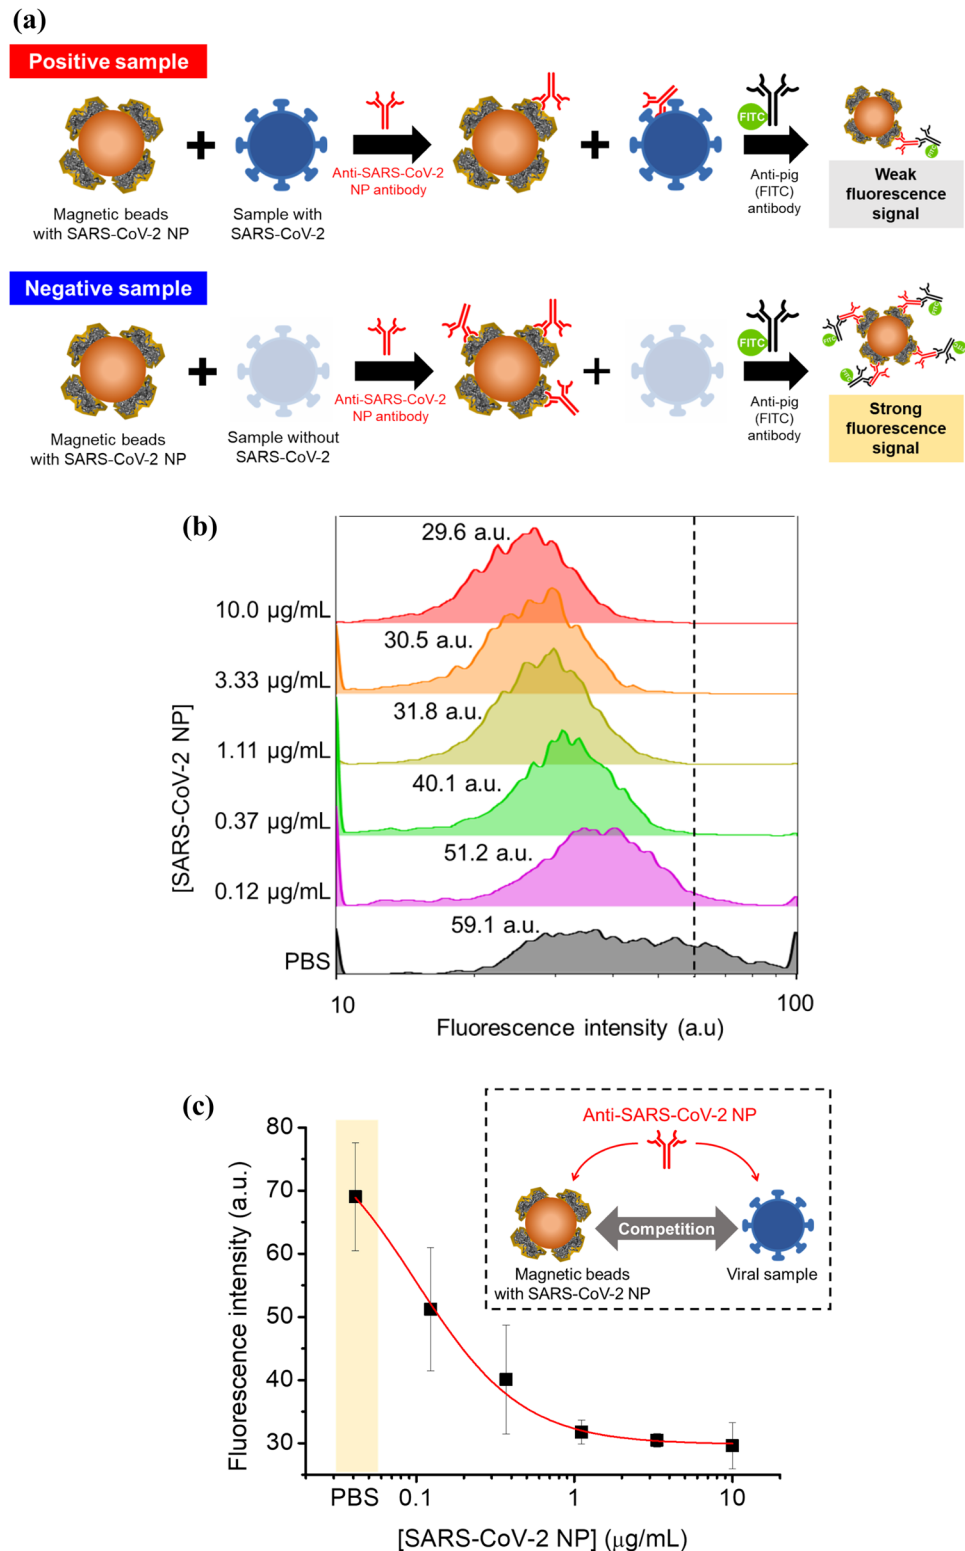 (a)
Positive sample
FITC
Anti-SARS-CoV-2
NP antibody
Anti-pig
(FITC)
antibody
Magnetic beads
with SARS-CoV-2 NP
Sample with
SARS-CoV-2
Weak
fluorescence
signal
Negative sample
FITC
Anti-SARS-CoV-2
NP antibody
Anti-pig
(FITC)
antibody
Magnetic beads
with SARS-CoV-2 NP
Sample without
SARS-CoV-2
Strong
fluorescence
signal
(b)
[SARS-CoV-2 NP]
29.6 a.u.
10.0 µg/mL
30.5 a.u.
3.33 µg/mL
31.8 a.u.
1.11 µg/mL
40.1 a.u.
0.37 µg/mL
51.2 a.u.
0.12 µg/mL
59.1 a.u.
PBS
10
100
Fluorescence intensity (a.u)
(c)
Fluorescence intensity (a.u.)
80
70
60
50
40
30
Anti-SARS-CoV-2 NP
Competition
Magnetic beads
with SARS-CoV-2 NP
Viral sample
PBS
0.1
1
10
[SARS-CoV-2 NP] (µg/mL)